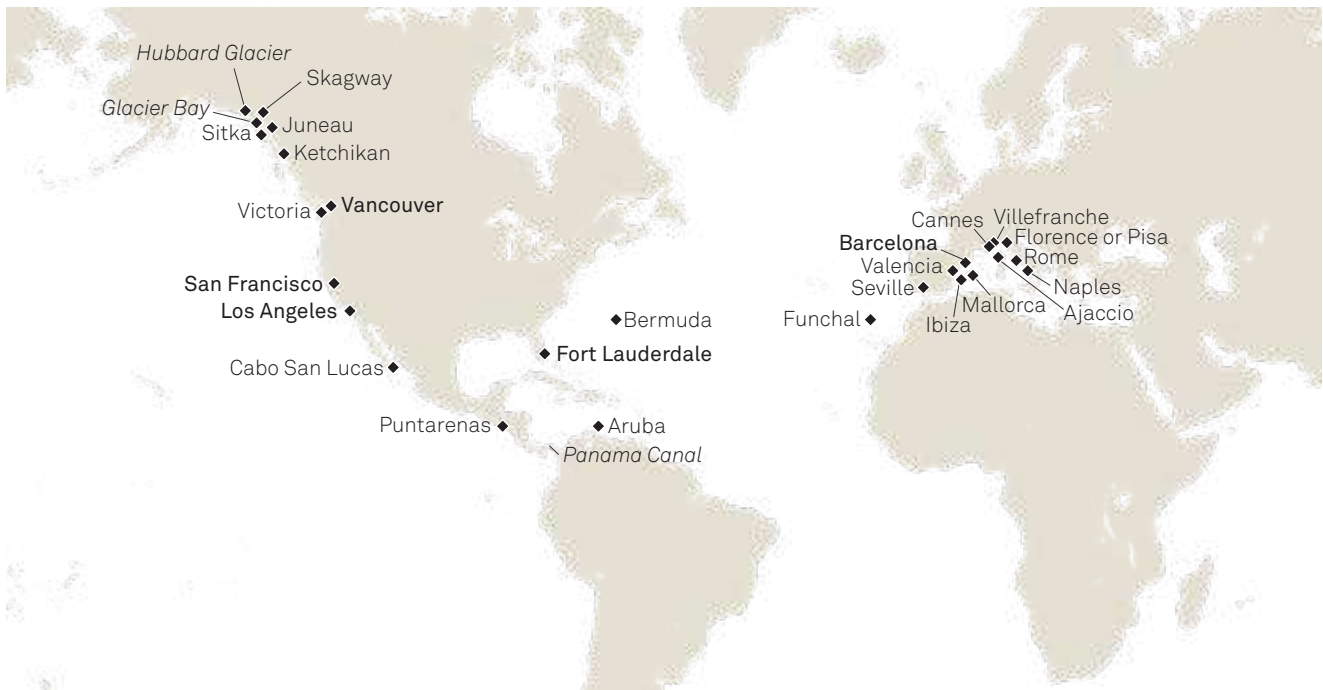 Hubbard Glacier
Skagway
Glacier Bay
Juneau
Sitka
Ketchikan
Victoria
Vancouver
San Francisco
Los Angeles
Cabo San Lucas
Puntarenas
Bermuda
Fort Lauderdale
Aruba
Panama Canal
Cannes
Villefranche
Barcelona
Florence or Pisa
Valencia
Rome
Seville
Naples
Mallorca
Ajaccio
Ibiza
Funchal